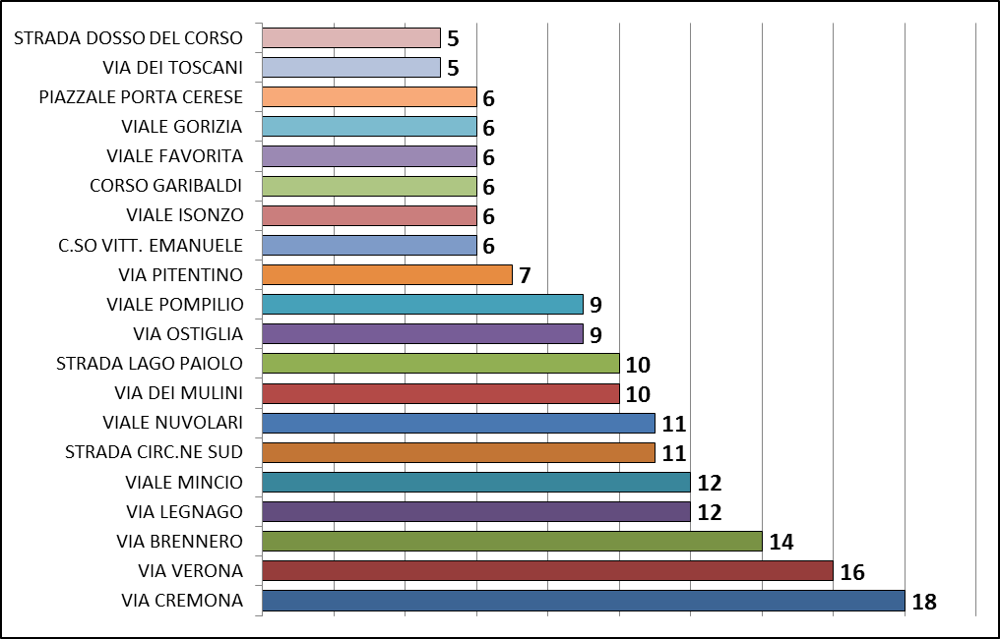 STRADA DOSSO DEL CORSO 5
VIA DEI TOSCANI 5
PIAZZALE PORTA CERESE 6
VIALE GORIZIA 6
VIALE FAVORITA 6
CORSO GARIBALDI 6
VIALE ISONZO 6
C.SO VITT. EMANUELE 6
VIA PITENTINO 7
VIALE POMPILIO 9
VIA OSTIGLIA 9
STRADA LAGO PAIOLO 10
VIA DEI MULINI 10
VIALE NUVOLARI 11
STRADA CIRC.NE SUD 11
VIALE MINCIO 12
VIA LEGNAGO 12
VIA BRENNERO 14
VIA VERONA 16
VIA CREMONA 18